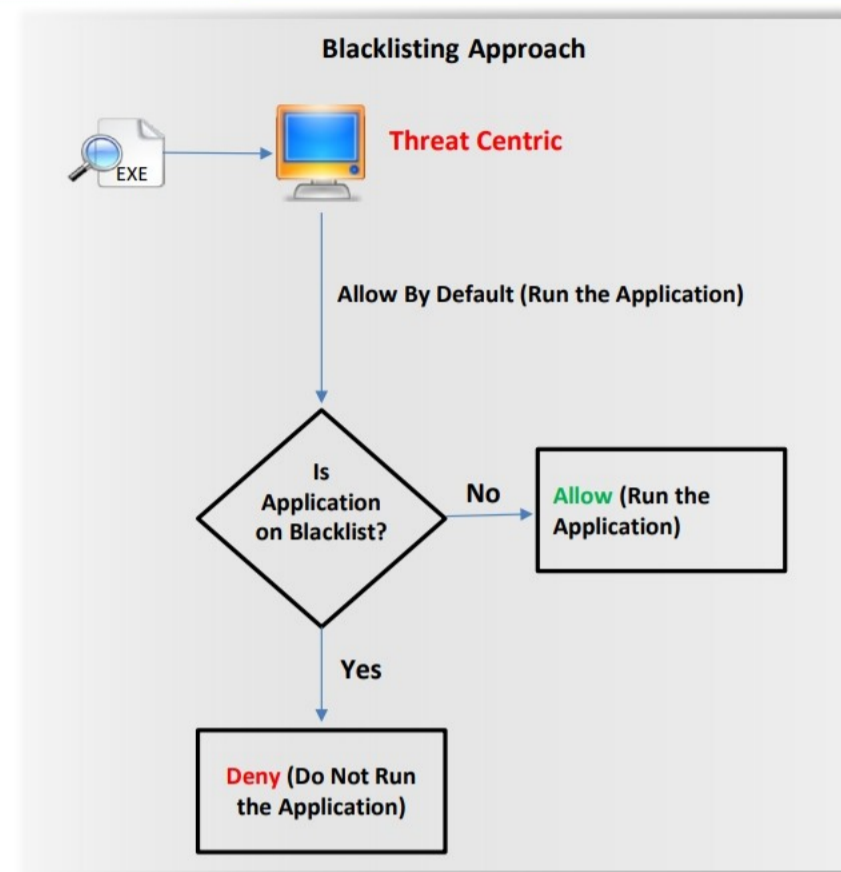 Blacklisting Approach
EXE
Threat Centric
Allow By Default (Run the Application)
Is
Application
on Blacklist?
No
Allow (Run the
Application)
Yes
Deny (Do Not Run
the Application)